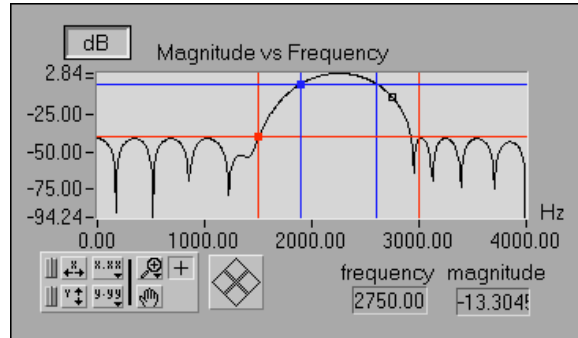 dB
Magnitude vs Frequency
2.84
-25.00
-50.00
-75.00
-94.24
Hz
0.00 1000.00 2000.00 3000.00 4000.00
X X.XX
Y Y.YY
frequency magnitude
2750.00 -13.3045